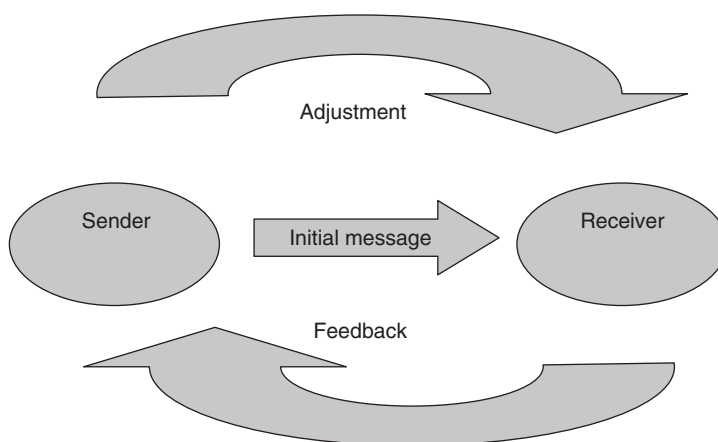 Adjustment
Sender
Initial message
Receiver
Feedback